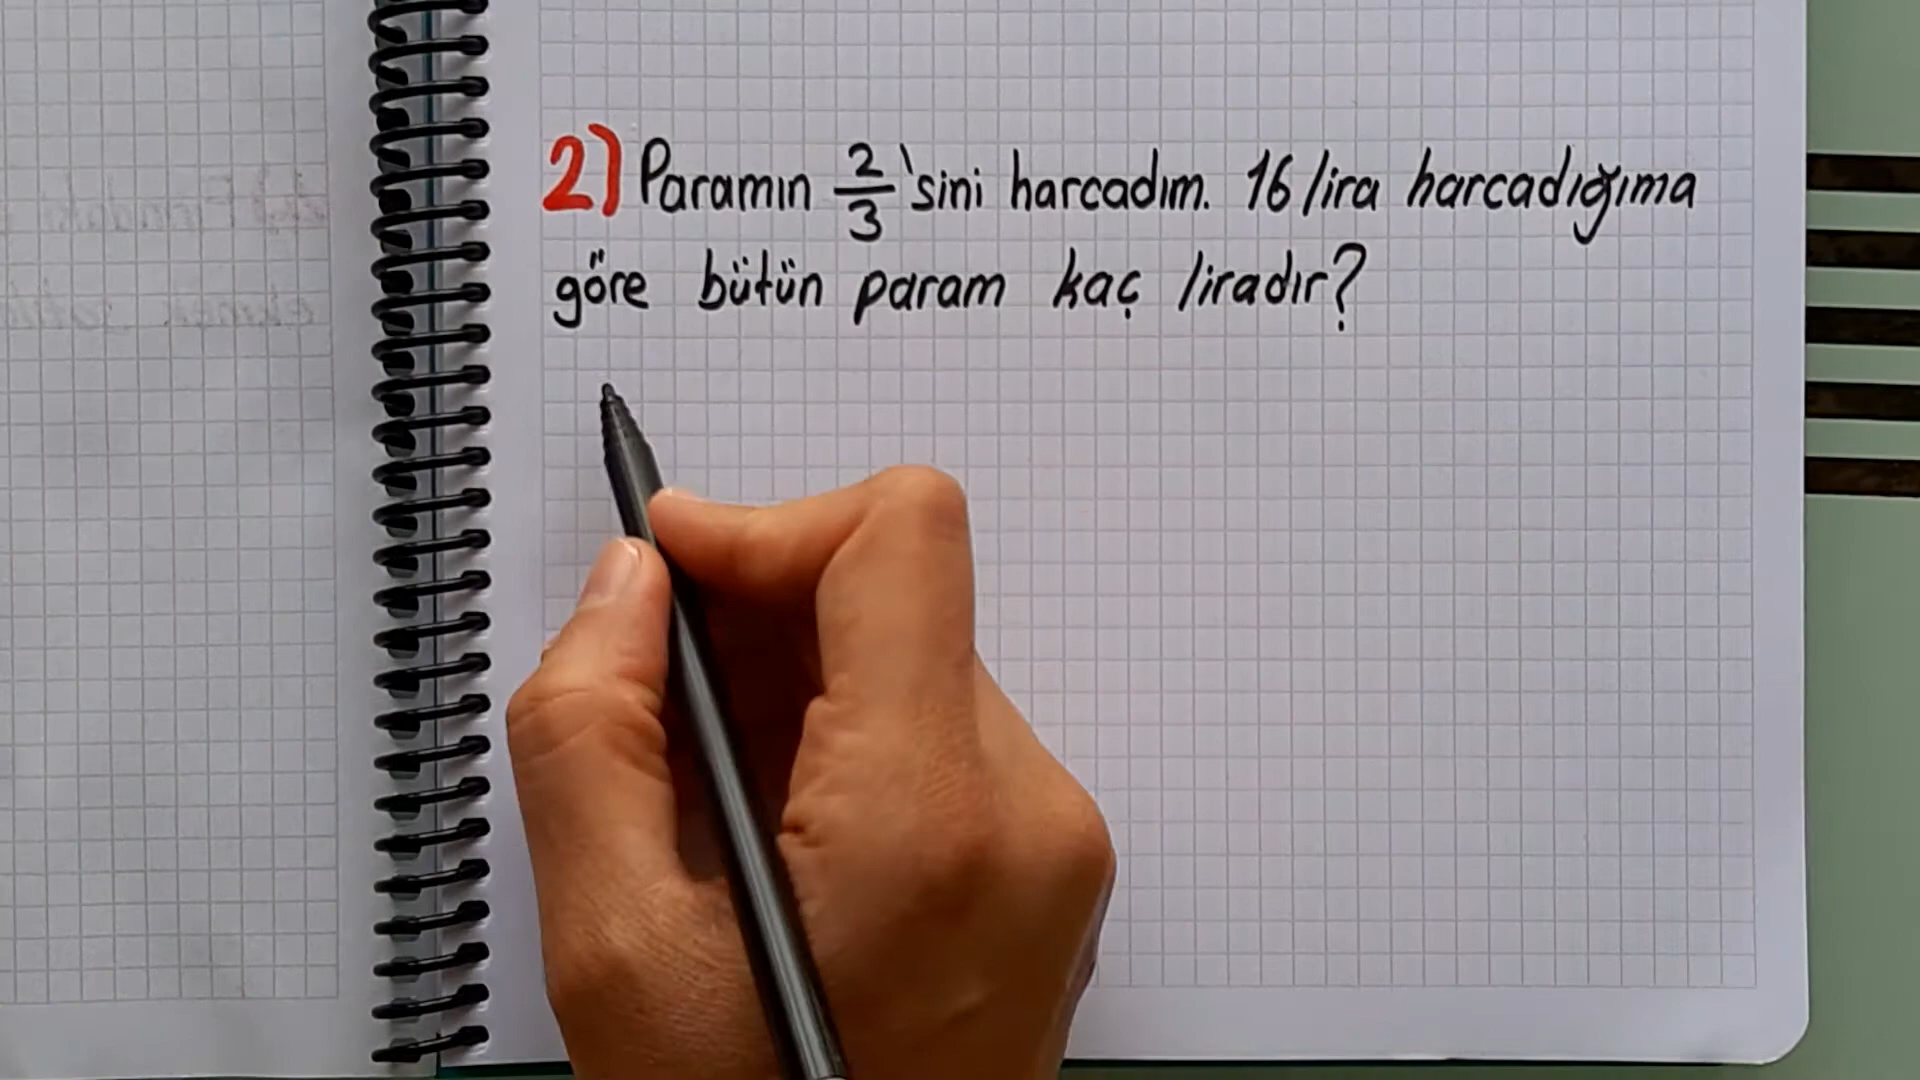 2) Paramın 2/3'sini harcadım. 16 lira harcadığıma
göre bütün param kaç liradır?